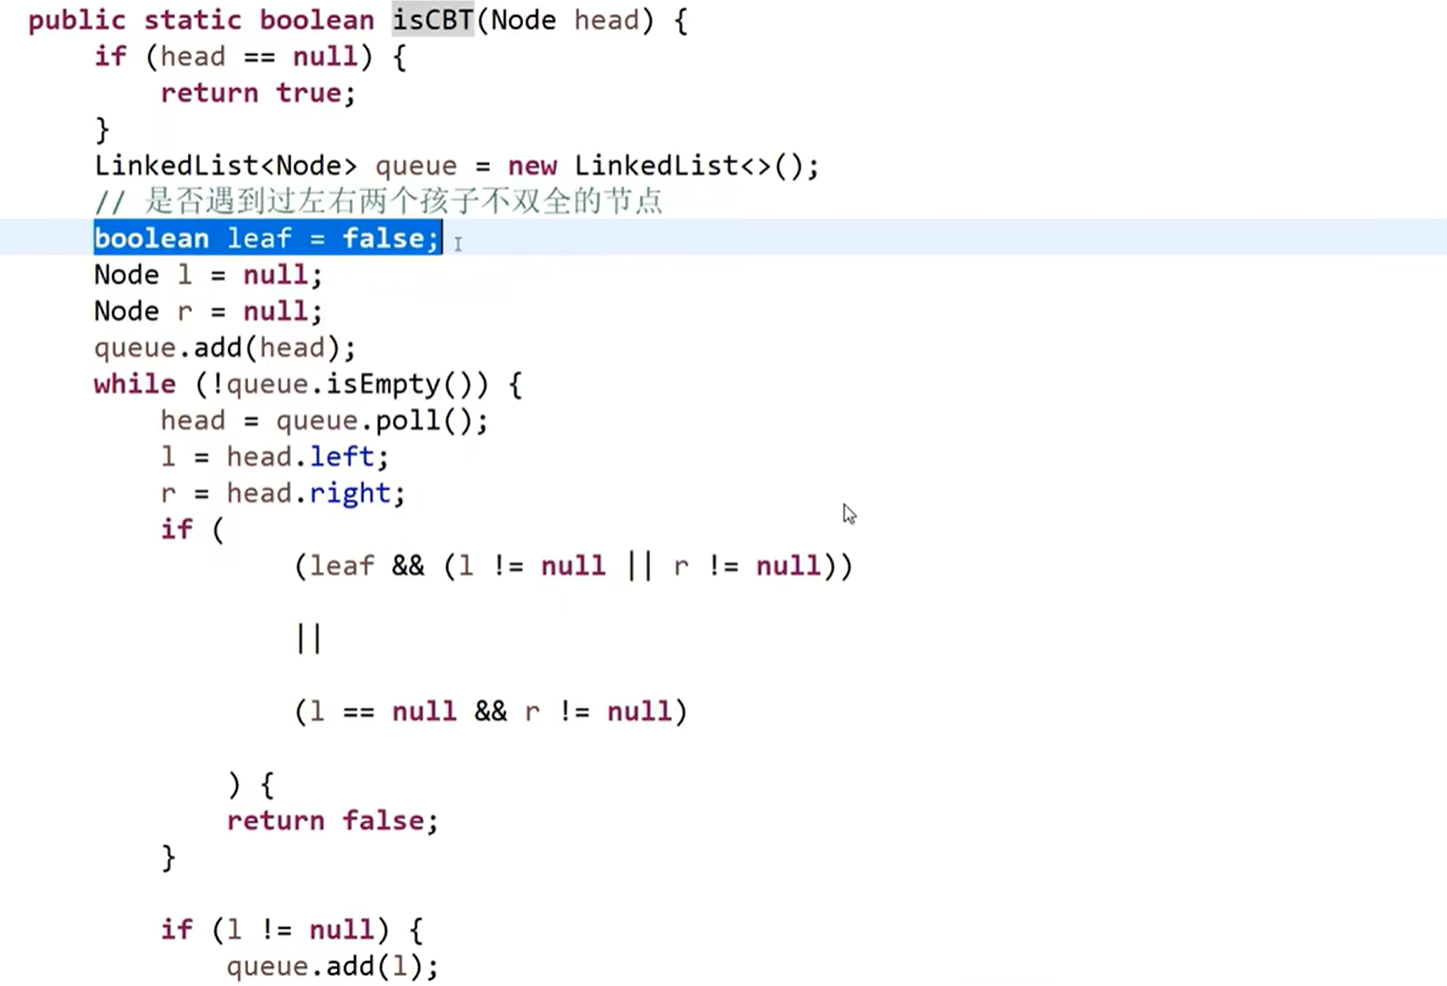 public static boolean isCBT(Node head) {
if (head == null) {
return true;
}
LinkedList<Node> queue = new LinkedList<>();
// 是否遇到过左右两个孩子不双全的节点
boolean leaf = false;
Node l = null;
Node r = null;
queue.add(head);
while (!queue.isEmpty()) {
head = queue.poll();
l = head.left;
r = head.right;
if (
(leaf && (l != null || r != null))
||
(l == null && r != null)
) {
return false;
}
if (l != null) {
queue.add(l);